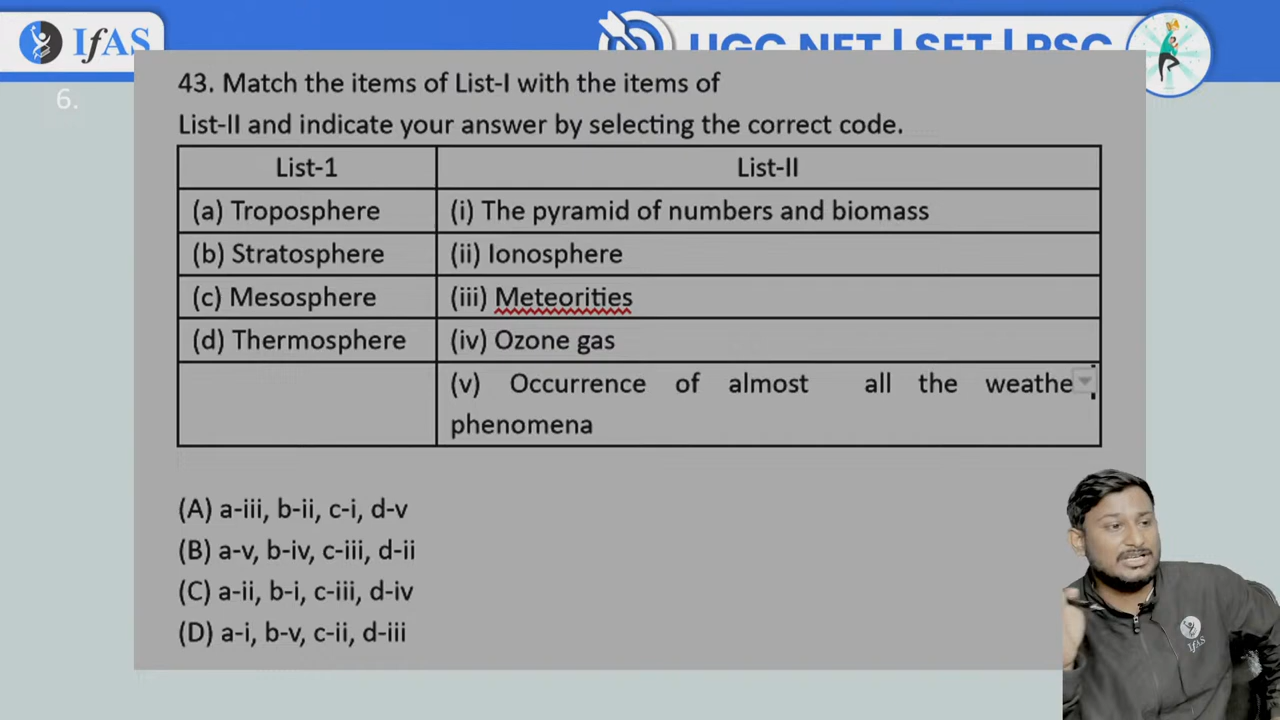 IfAS
UGC NET | SET | PSC
6.
43. Match the items of List-I with the items of
List-II and indicate your answer by selecting the correct code.
List-1 List-II
(a) Troposphere (i) The pyramid of numbers and biomass
(b) Stratosphere (ii) Ionosphere
(c) Mesosphere (iii) Meteorities
(d) Thermosphere (iv) Ozone gas
(v) Occurrence of almost all the weathe
phenomena
(A) a-iii, b-ii, c-i, d-v
(B) a-v, b-iv, c-iii, d-ii
(C) a-ii, b-i, c-iii, d-iv
(D) a-i, b-v, c-ii, d-iii
IfAS